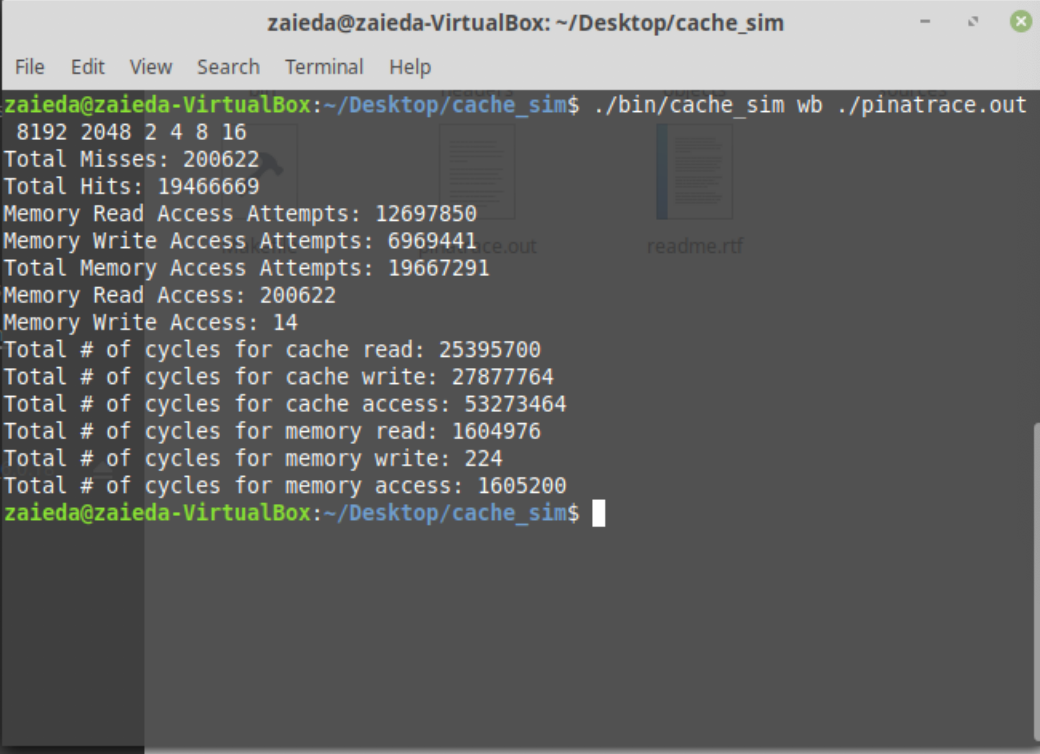 zaieda@zaieda-VirtualBox: ~/Desktop/cache_sim
File Edit View Search Terminal Help
zaieda@zaieda-VirtualBox:~/Desktop/cache_sim$ ./bin/cache_sim wb ./pinatrace.out
8192 2048 2 4 8 16
Total Misses: 200622
Total Hits: 19466669
Memory Read Access Attempts: 12697850
Memory Write Access Attempts: 6969441
Total Memory Access Attempts: 19667291
Memory Read Access: 200622
Memory Write Access: 14
Total # of cycles for cache read: 25395700
Total # of cycles for cache write: 27877764
Total # of cycles for cache access: 53273464
Total # of cycles for memory read: 1604976
Total # of cycles for memory write: 224
Total # of cycles for memory access: 1605200
zaieda@zaieda-VirtualBox:~/Desktop/cache_sim$
readme.rtf